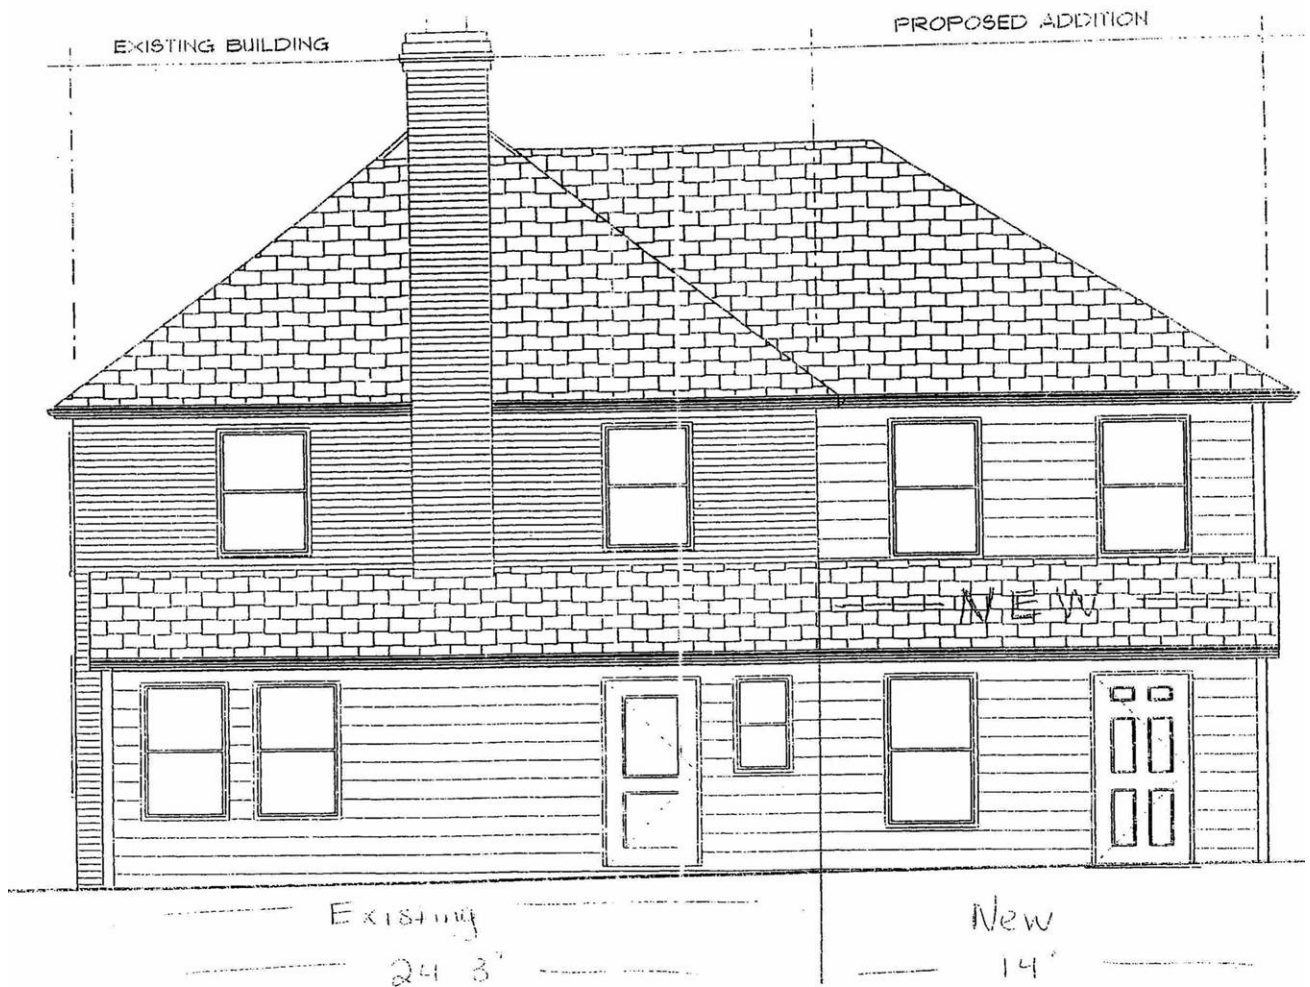 EXISTING BUILDING
PROPOSED ADDITION
NEW
Existing
New
24 3"
14'